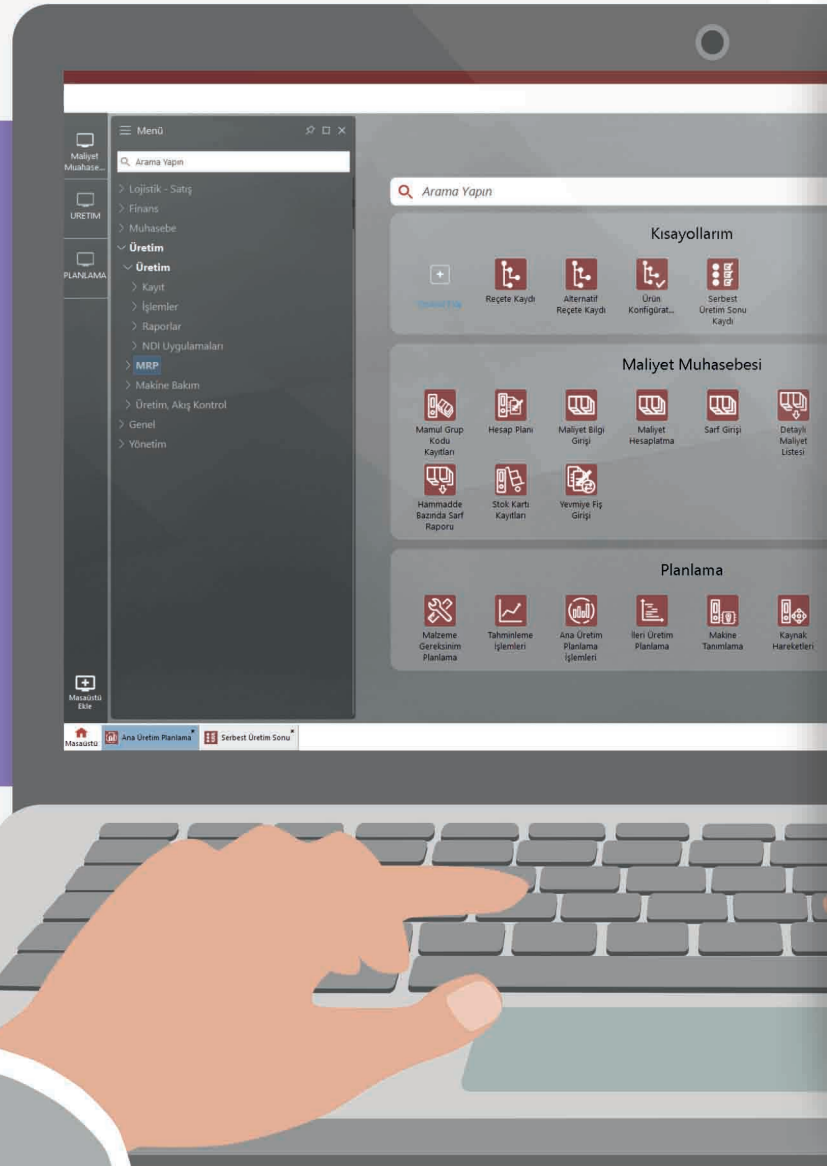 Maliyet
Muahase...
URETIM
PLANLAMA
Masaüstü
Ekle
Menü
Arama Yapın
Lojistik - Satış
Finans
Muhasebe
Üretim
Üretim
Kayıt
İşlemler
Raporlar
NDI Uygulamaları
MRP
Makine Bakım
Üretim, Akış Kontrol
Genel
Yönetim
Arama Yapın
Kısayollarım
Reçete Kaydı
Alternatif
Reçete Kaydı
Ürün
Konfigürat...
Serbest
Üretim Sonu
Kaydı
Maliyet Muhasebesi
Mamul Grup
Kodu
Kayıtları
Hesap Planı
Maliyet Bilgi
Girişi
Maliyet
Hesaplatma
Sarf Girişi
Detaylı
Maliyet
Listesi
Hammadde
Bazında Sarf
Raporu
Stok Kartı
Kayıtları
Yevmiye Fiş
Girişi
Planlama
Malzeme
Gereksinim
Planlama
Tahminleme
İşlemleri
Ana Üretim
Planlama
İşlemleri
İleri Üretim
Planlama
Makine
Tanımlama
Kaynak
Hareketleri
Masaüstü
Ana Üretim Planlama
Serbest Üretim Sonu